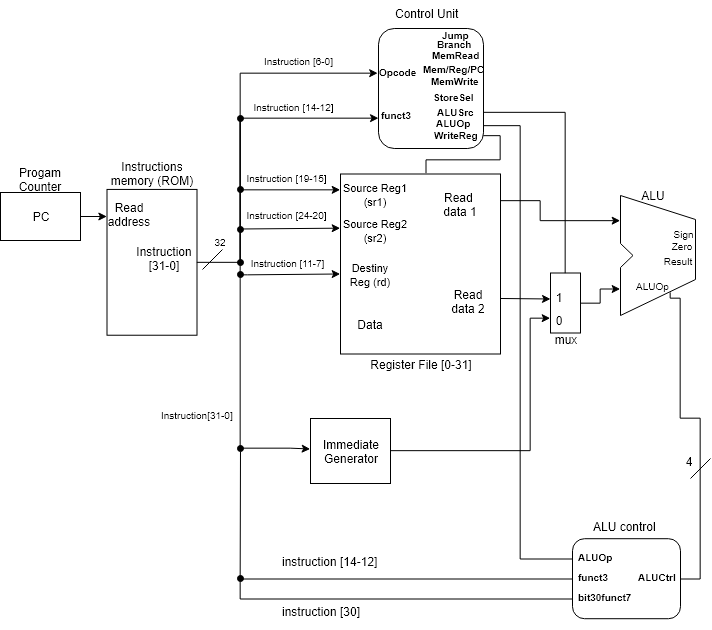 Control Unit
Jump
Branch
MemRead
Mem/Reg/PC
MemWrite
StoreSel
ALUSrc
ALUOp
WriteReg
Opcode
funct3
Instruction [6-0]
Instruction [14-12]
Progam
Counter
PC
Instructions
memory (ROM)
Read
address
Instruction
[31-0]
32
Instruction [19-15]
Instruction [24-20]
Instruction [11-7]
Source Reg1
(sr1)
Source Reg2
(sr2)
Destiny
Reg (rd)
Data
Read
data 1
Read
data 2
Register File [0-31]
1
0
mux
ALU
Sign
Zero
Result
ALUOp
Instruction[31-0]
Immediate
Generator
4
ALU control
ALUOp
funct3
bit30funct7
ALUCtrl
instruction [14-12]
instruction [30]